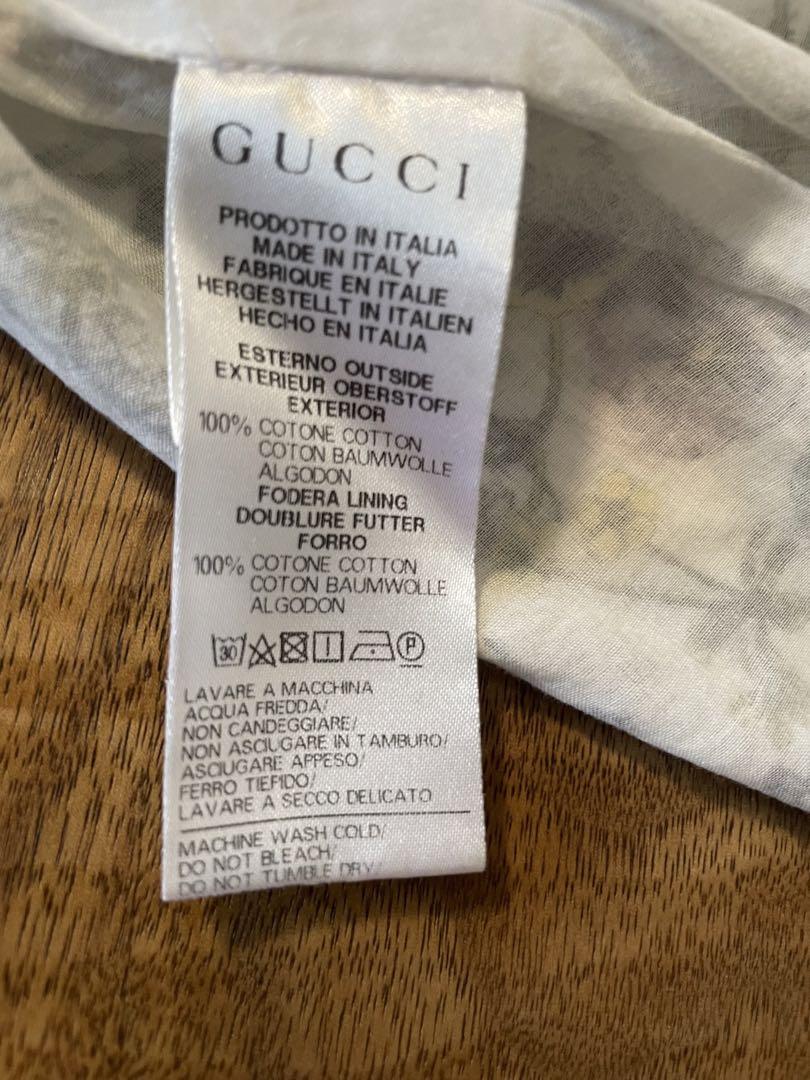 GUCCI
PRODOTTO IN ITALIA
MADE IN ITALY
FABRIQUE EN ITALIE
HERGESTELLT IN ITALIEN
HECHO EN ITALIA
ESTERNO OUTSIDE
EXTERIEUR OBERSTOFF
EXTERIOR
100% COTONE COTTON
COTON BAUMWOLLE
ALGODON
FODERA LINING
DOUBLURE FUTTER
FORRO
100% COTONE COTTON
COTON BAUMWOLLE
ALGODON
30 P
LAVARE A MACCHINA
ACQUA FREDDA/
NON CANDEGGIARE/
NON ASCIUGARE IN TAMBURO/
ASCIUGARE APPESO/
FERRO TIEPIDO/
LAVARE A SECCO DELICATO
MACHINE WASH COLD/
DO NOT BLEACH/
DO NOT TUMBLE DRY/